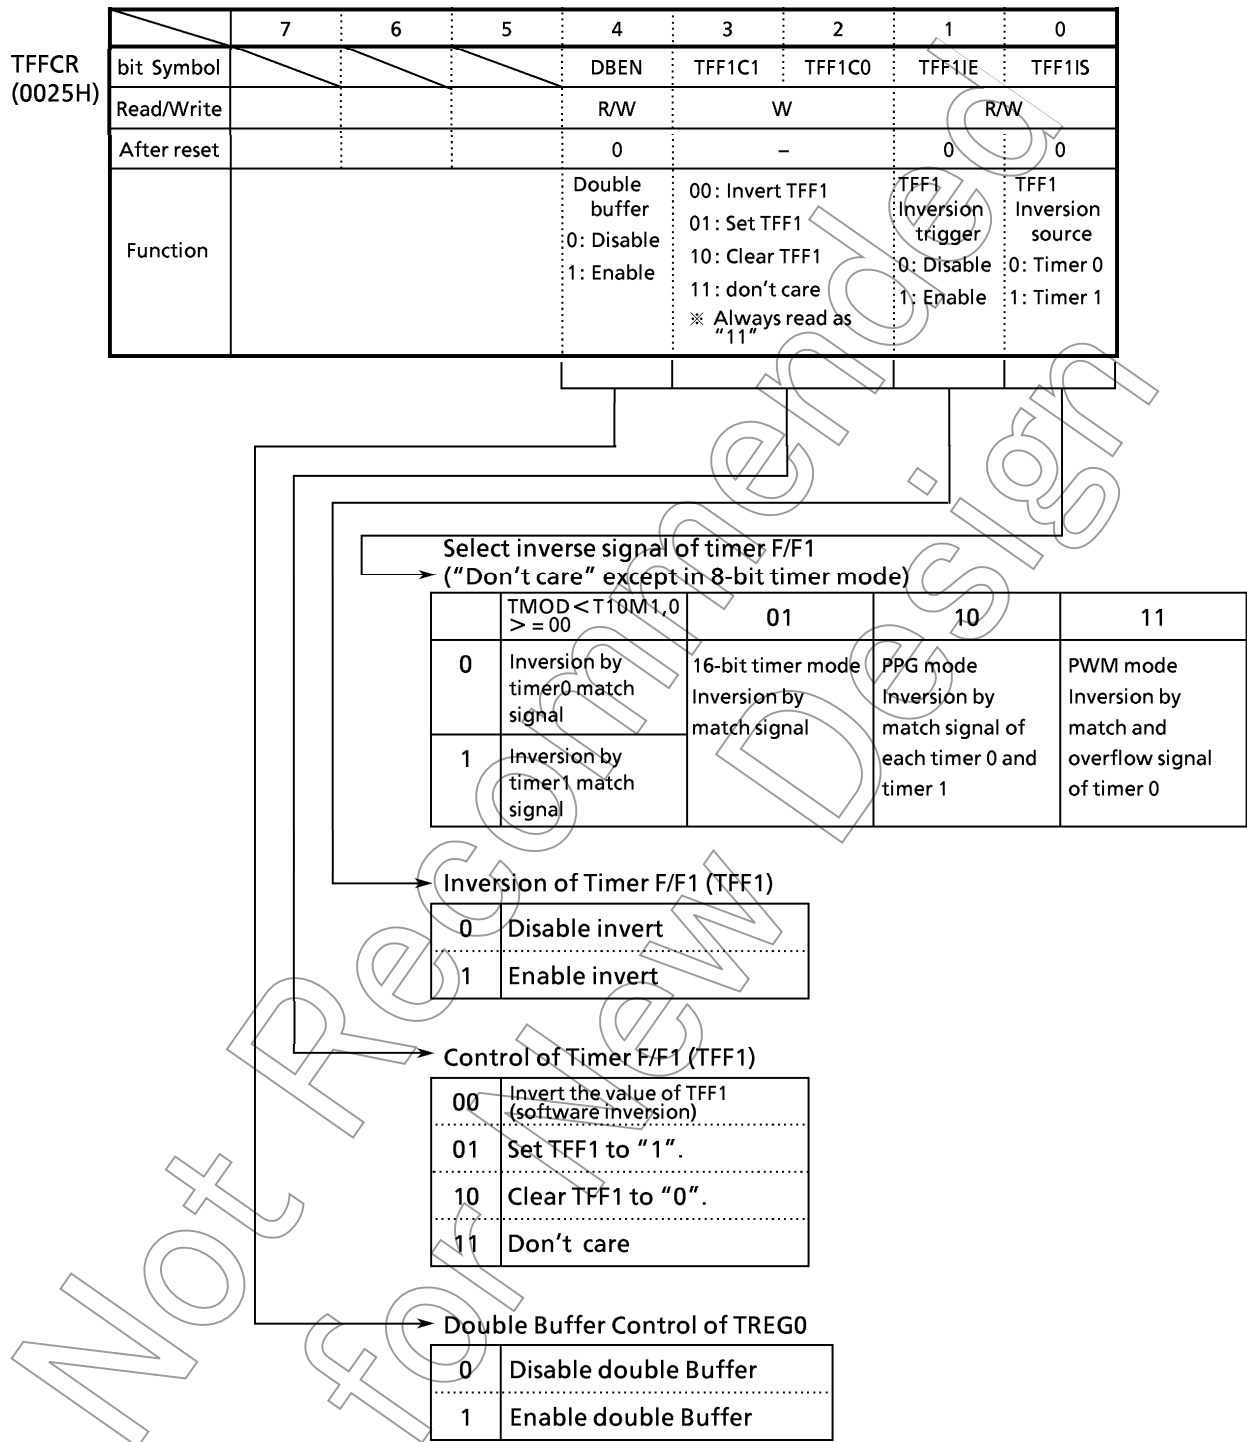 7 6 5 4 3 2 1 0
TFFCR
(0025H)
bit Symbol DBEN TFF1C1 TFF1C0 TFF1IE TFF1IS
Read/Write R/W W R/W
After reset 0 – 0 0
Function
Double
buffer
0: Disable
1: Enable
00: Invert TFF1
01: Set TFF1
10: Clear TFF1
11: don't care
※ Always read as
"11"
TFF1
Inversion
trigger
0: Disable
1: Enable
TFF1
Inversion
source
0: Timer 0
1: Timer 1
Select inverse signal of timer F/F1
("Don't care" except in 8-bit timer mode)
TMOD<T10M1,0
>=00
01
10
11
0
Inversion by
timer0 match
signal
1
Inversion by
timer1 match
signal
16-bit timer mode
Inversion by
match signal
PPG mode
Inversion by
match signal of
each timer 0 and
timer 1
PWM mode
Inversion by
match and
overflow signal
of timer 0
Inversion of Timer F/F1 (TFF1)
0 Disable invert
1 Enable invert
Control of Timer F/F1 (TFF1)
00 Invert the value of TFF1
(software inversion)
01 Set TFF1 to "1".
10 Clear TFF1 to "0".
11 Don't care
Double Buffer Control of TREG0
0 Disable double Buffer
1 Enable double Buffer
Not Recommended
for New Design